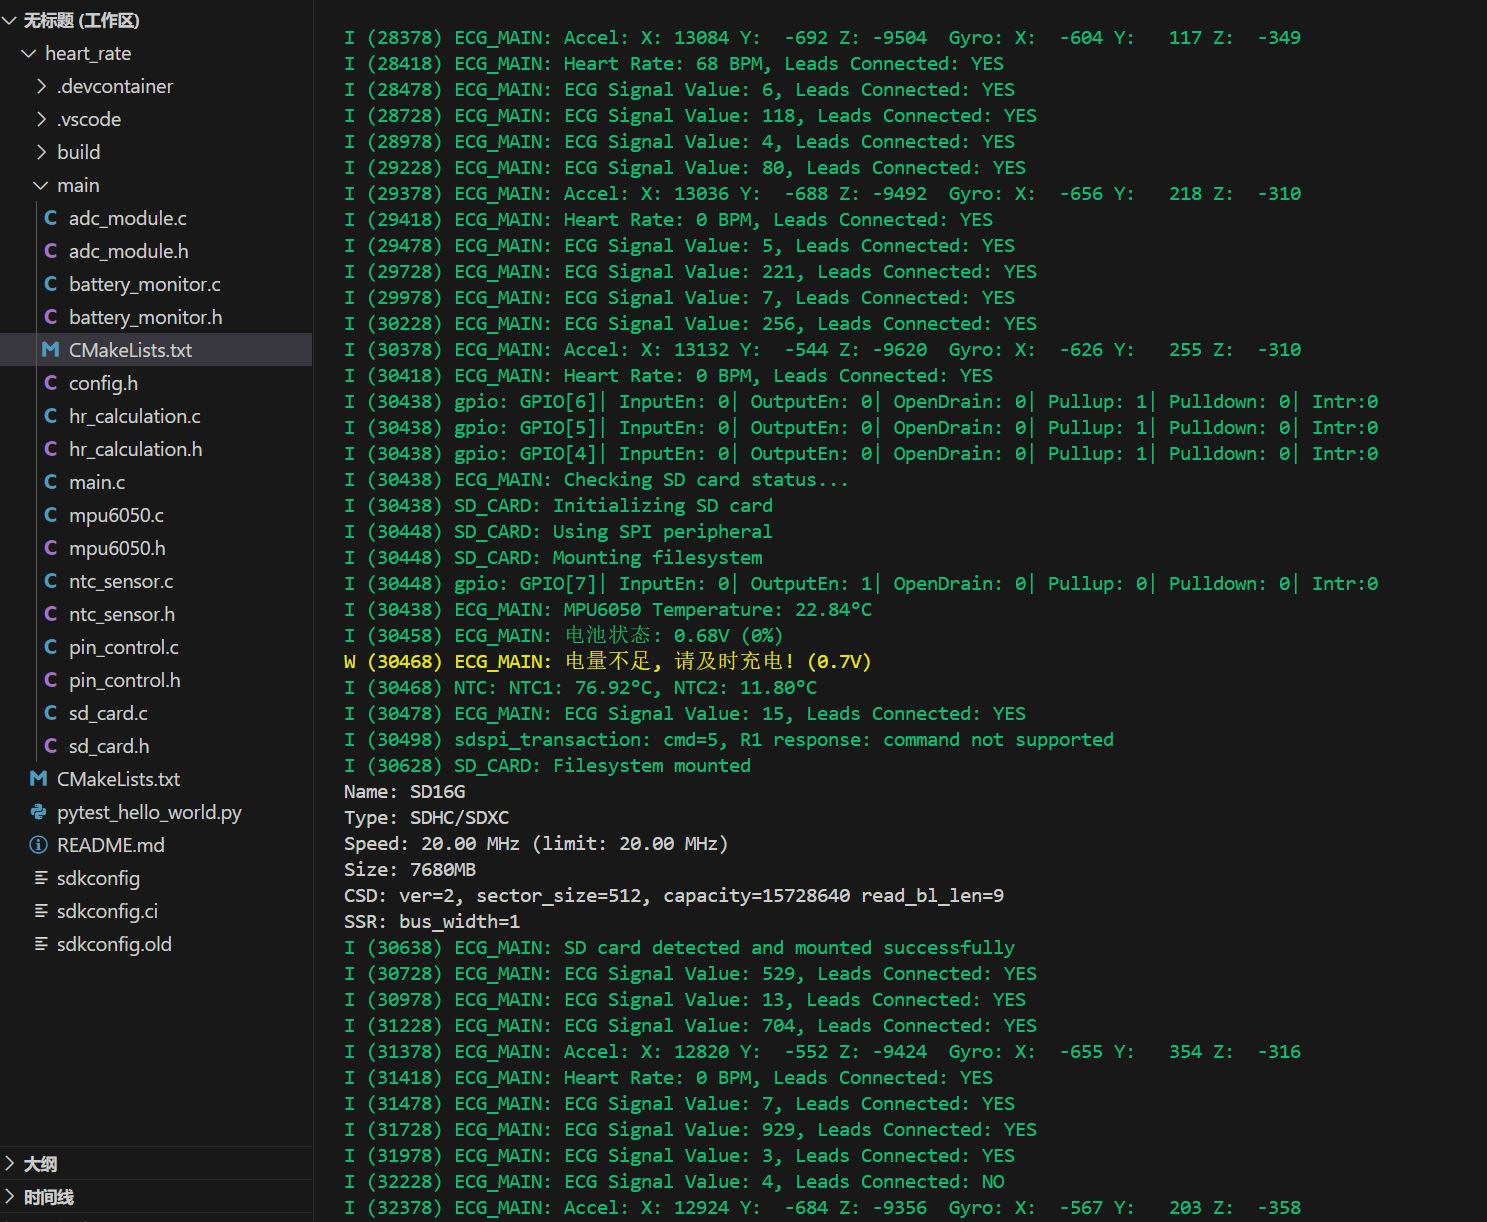 无标题 (工作区)
heart_rate
.devcontainer
.vscode
build
main
C adc_module.c
C adc_module.h
C battery_monitor.c
C battery_monitor.h
M CMakeLists.txt
C config.h
C hr_calculation.c
C hr_calculation.h
C main.c
C mpu6050.c
C mpu6050.h
C ntc_sensor.c
C ntc_sensor.h
C pin_control.c
C pin_control.h
C sd_card.c
C sd_card.h
M CMakeLists.txt
pytest_hello_world.py
README.md
sdkconfig
sdkconfig.ci
sdkconfig.old
大纲
时间线
I (28378) ECG_MAIN: Accel: X: 13084 Y:  -692 Z: -9504  Gyro: X:  -604 Y:   117 Z:  -349
I (28418) ECG_MAIN: Heart Rate: 68 BPM, Leads Connected: YES
I (28478) ECG_MAIN: ECG Signal Value: 6, Leads Connected: YES
I (28728) ECG_MAIN: ECG Signal Value: 118, Leads Connected: YES
I (28978) ECG_MAIN: ECG Signal Value: 4, Leads Connected: YES
I (29228) ECG_MAIN: ECG Signal Value: 80, Leads Connected: YES
I (29378) ECG_MAIN: Accel: X: 13036 Y:  -688 Z: -9492  Gyro: X:  -656 Y:   218 Z:  -310
I (29418) ECG_MAIN: Heart Rate: 0 BPM, Leads Connected: YES
I (29478) ECG_MAIN: ECG Signal Value: 5, Leads Connected: YES
I (29728) ECG_MAIN: ECG Signal Value: 221, Leads Connected: YES
I (29978) ECG_MAIN: ECG Signal Value: 7, Leads Connected: YES
I (30228) ECG_MAIN: ECG Signal Value: 256, Leads Connected: YES
I (30378) ECG_MAIN: Accel: X: 13132 Y:  -544 Z: -9620  Gyro: X:  -626 Y:   255 Z:  -310
I (30418) ECG_MAIN: Heart Rate: 0 BPM, Leads Connected: YES
I (30438) gpio: GPIO[6]| InputEn: 0| OutputEn: 0| OpenDrain: 0| Pullup: 1| Pulldown: 0| Intr:0
I (30438) gpio: GPIO[5]| InputEn: 0| OutputEn: 0| OpenDrain: 0| Pullup: 1| Pulldown: 0| Intr:0
I (30438) gpio: GPIO[4]| InputEn: 0| OutputEn: 0| OpenDrain: 0| Pullup: 1| Pulldown: 0| Intr:0
I (30438) ECG_MAIN: Checking SD card status...
I (30438) SD_CARD: Initializing SD card
I (30448) SD_CARD: Using SPI peripheral
I (30448) SD_CARD: Mounting filesystem
I (30448) gpio: GPIO[7]| InputEn: 0| OutputEn: 1| OpenDrain: 0| Pullup: 0| Pulldown: 0| Intr:0
I (30438) ECG_MAIN: MPU6050 Temperature: 22.84°C
I (30458) ECG_MAIN: 电池状态: 0.68V (0%)
W (30468) ECG_MAIN: 电量不足, 请及时充电! (0.7V)
I (30468) NTC: NTC1: 76.92°C, NTC2: 11.80°C
I (30478) ECG_MAIN: ECG Signal Value: 15, Leads Connected: YES
I (30498) sdspi_transaction: cmd=5, R1 response: command not supported
I (30628) SD_CARD: Filesystem mounted
Name: SD16G
Type: SDHC/SDXC
Speed: 20.00 MHz (limit: 20.00 MHz)
Size: 7680MB
CSD: ver=2, sector_size=512, capacity=15728640 read_bl_len=9
SSR: bus_width=1
I (30638) ECG_MAIN: SD card detected and mounted successfully
I (30728) ECG_MAIN: ECG Signal Value: 529, Leads Connected: YES
I (30978) ECG_MAIN: ECG Signal Value: 13, Leads Connected: YES
I (31228) ECG_MAIN: ECG Signal Value: 704, Leads Connected: YES
I (31378) ECG_MAIN: Accel: X: 12820 Y:  -552 Z: -9424  Gyro: X:  -655 Y:   354 Z:  -316
I (31418) ECG_MAIN: Heart Rate: 0 BPM, Leads Connected: YES
I (31478) ECG_MAIN: ECG Signal Value: 7, Leads Connected: YES
I (31728) ECG_MAIN: ECG Signal Value: 929, Leads Connected: YES
I (31978) ECG_MAIN: ECG Signal Value: 3, Leads Connected: YES
I (32228) ECG_MAIN: ECG Signal Value: 4, Leads Connected: NO
I (32378) ECG_MAIN: Accel: X: 12924 Y:  -684 Z: -9356  Gyro: X:  -567 Y:   203 Z:  -358